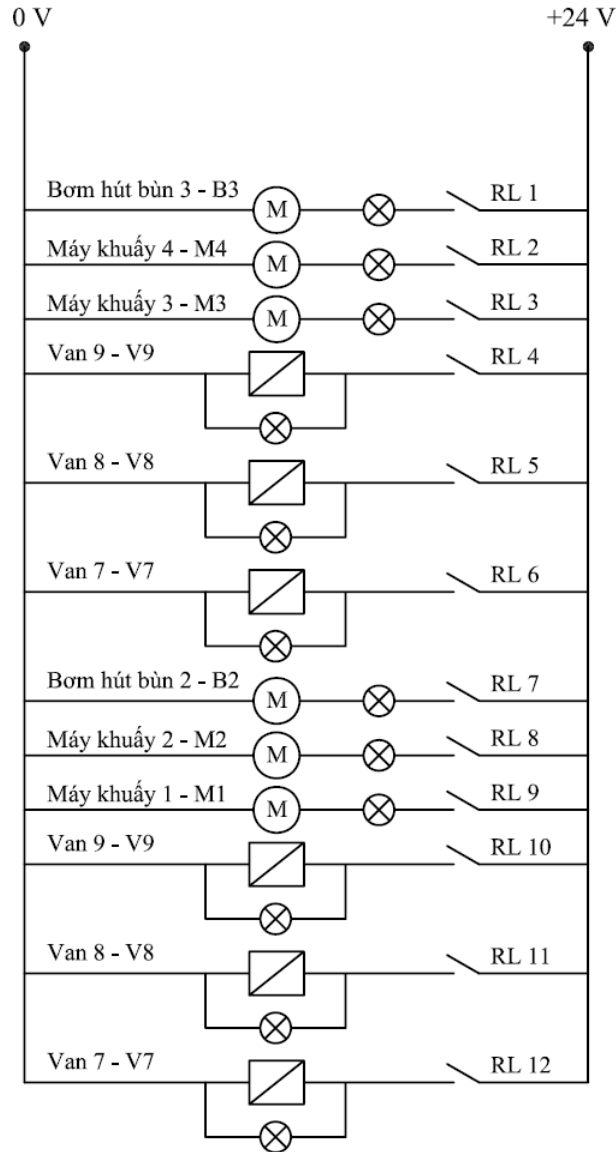 0 V +24 V
Bơm hút bùn 3 - B3 M RL 1
Máy khuấy 4 - M4 M RL 2
Máy khuấy 3 - M3 M RL 3
Van 9 - V9 RL 4
Van 8 - V8 RL 5
Van 7 - V7 RL 6
Bơm hút bùn 2 - B2 M RL 7
Máy khuấy 2 - M2 M RL 8
Máy khuấy 1 - M1 M RL 9
Van 9 - V9 RL 10
Van 8 - V8 RL 11
Van 7 - V7 RL 12